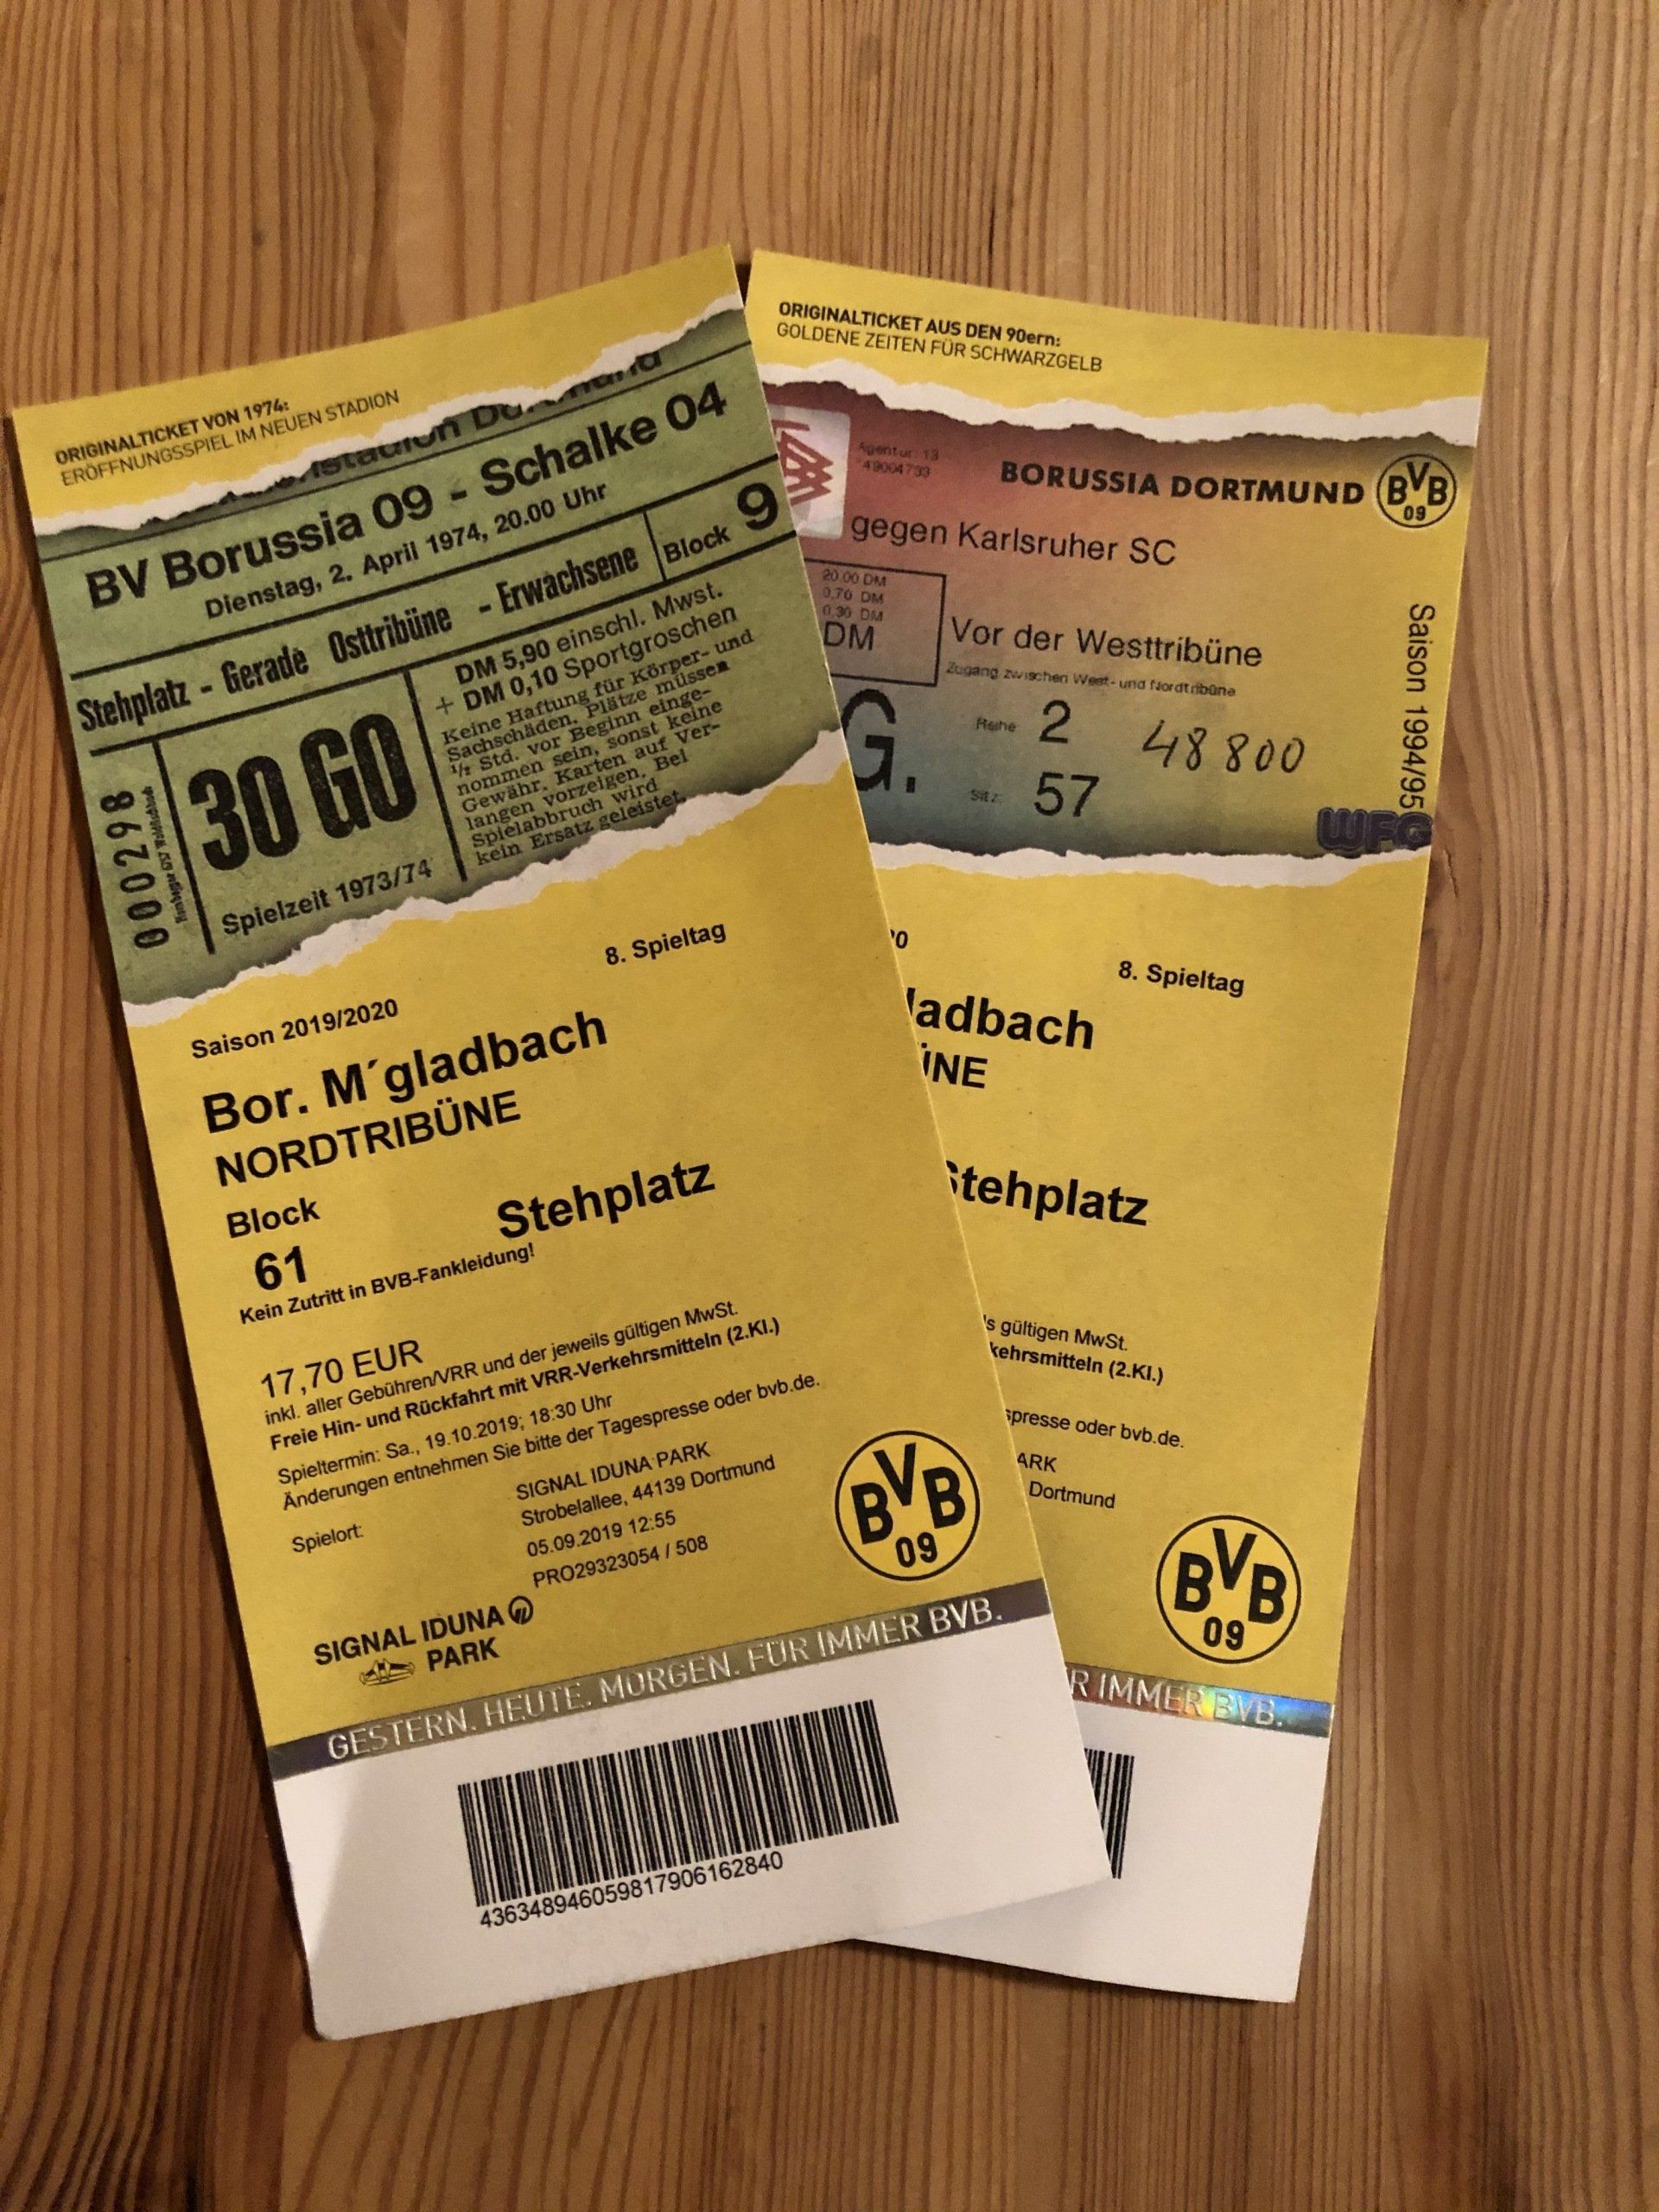 ORIGINALTICKET VON 1974:
ERÖFFNUNGSSPIEL IM NEUEN STADION
BV Borussia 09 - Schalke 04
Dienstag, 2. April 1974, 20.00 Uhr
Stehplatz - Gerade Osttribüne - Erwachsene
Block 9
000298
30 GO
Spielzeit 1973/74
DM 5,90 einschl. Mwst.
+ DM 0,10 Sportgroschen
Keine Haftung für Körper- und
Sachschäden. Plätze müssen
½ Std. vor Beginn einge-
nommen sein, sonst keine
Gewähr. Karten auf Ver-
langen vorzeigen. Bei
Spielabbruch wird
kein Ersatz geleistet.
8. Spieltag
Saison 2019/2020
Bor. M´gladbach
NORDTRIBÜNE
Block
61
Stehplatz
Kein Zutritt in BVB-Fankleidung!
17,70 EUR
inkl. aller Gebühren/VRR und der jeweils gültigen MwSt.
Freie Hin- und Rückfahrt mit VRR-Verkehrsmitteln (2.Kl.)
Spieltermin: Sa., 19.10.2019; 18:30 Uhr
Änderungen entnehmen Sie bitte der Tagespresse oder bvb.de.
Spielort:
SIGNAL IDUNA PARK
Strobelallee, 44139 Dortmund
05.09.2019 12:55
PRO29323054 / 508
SIGNAL IDUNA
PARK
BVB
09
GESTERN. HEUTE. MORGEN. FÜR IMMER BVB.
4363489460598179061 62840
ORIGINALTICKET AUS DEN 90ern:
GOLDENE ZEITEN FÜR SCHWARZGELB
Agentur: 13
49004733
BORUSSIA DORTMUND
BVB
09
gegen Karlsruher SC
20.00 DM
0.70 DM
0.30 DM
DM
Vor der Westtribüne
Zugang zwischen West- und Nordtribüne
G.
Reihe 2
48800
Sitz 57
Saison 1994/95
WFG
8. Spieltag
ladbach
ÜNE
Stehplatz
s gültigen MwSt.
kehrsmitteln (2.Kl.)
spresse oder bvb.de.
ARK
Dortmund
BVB
09
R IMMER BVB.